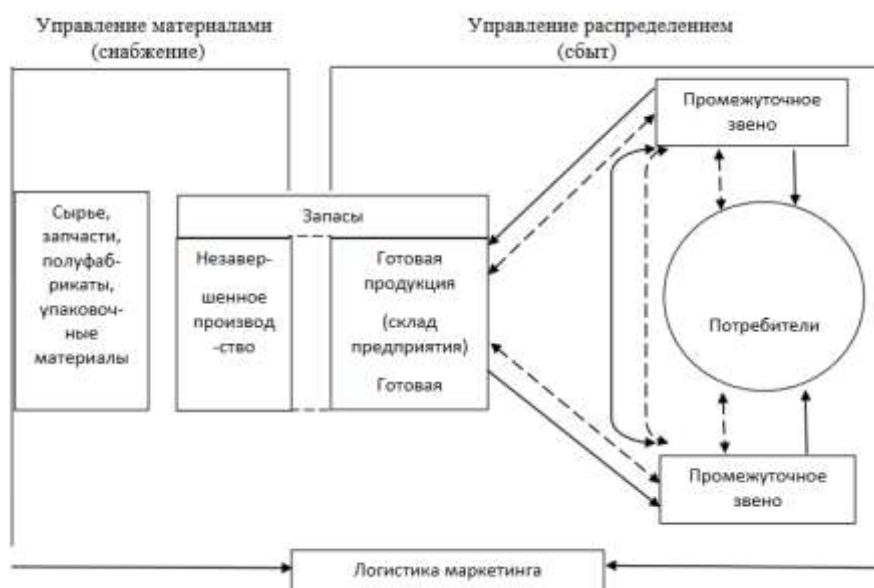 Управление материалами
(снабжение)
Управление распределением
(сбыт)
Промежуточное
звено
Сырье,
запчасти,
полуфаб-
рикаты,
упаковоч-
ные
материалы
Запасы
Незавер-
шенное
производ
-ство
Готовая
продукция
(склад
предприятия)
Готовая
Потребители
Промежуточное
звено
Логистика маркетинга